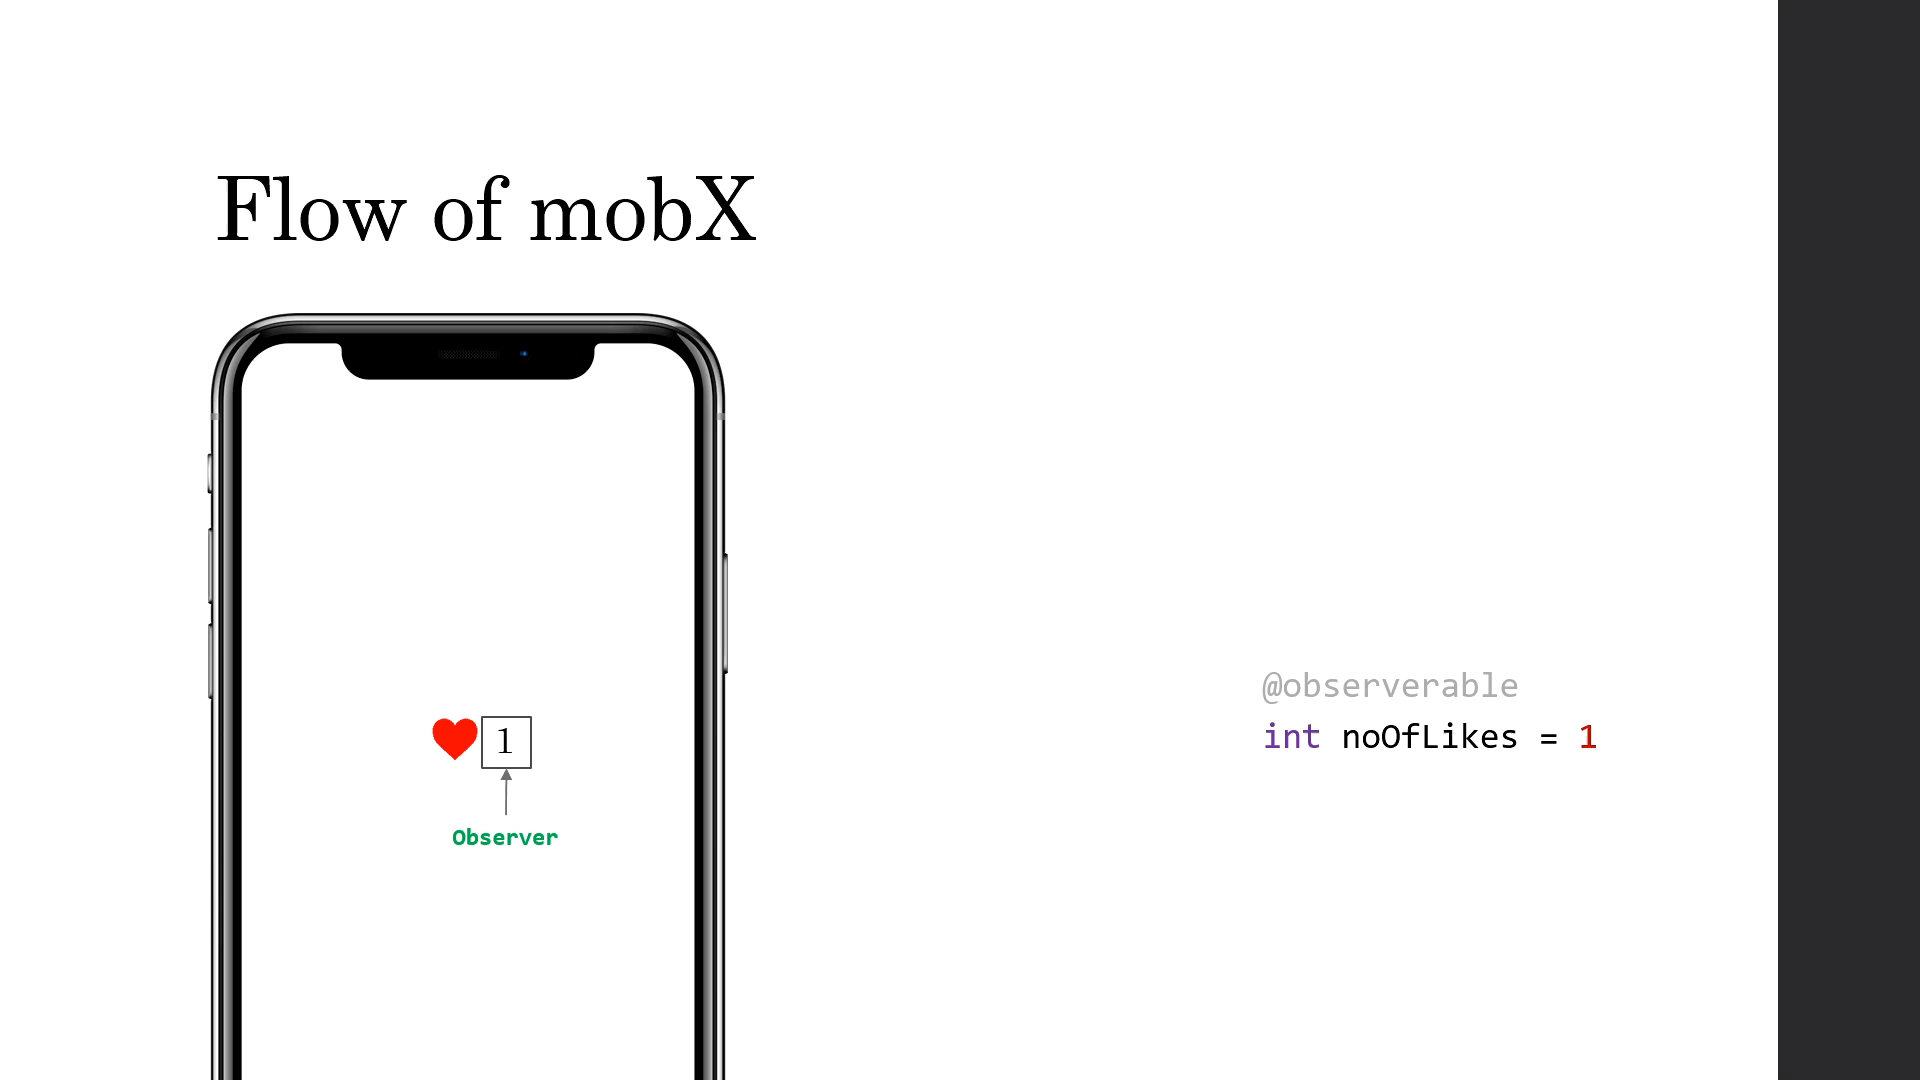 Flow of mobX
1
Observer
@observerable
int noOfLikes = 1